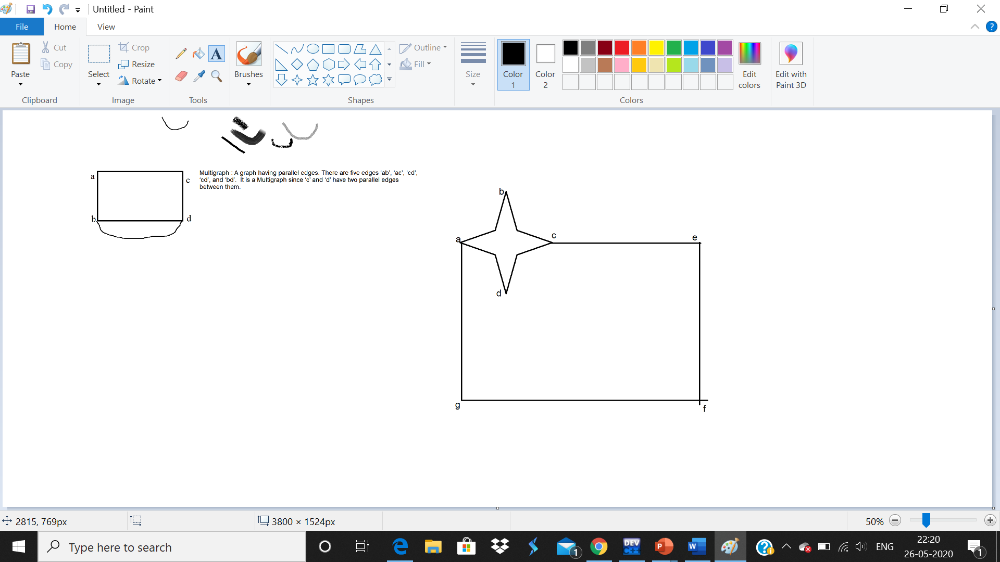 Untitled - Paint
File Home View
Paste
Cut
Copy
Clipboard
Select
Crop
Resize
Rotate
Image
A
Tools
Brushes
Shapes
Outline
Fill
Size
Color 1
Color 2
Colors
Edit colors
Edit with Paint 3D
a
c
b
d
Multigraph : A graph having parallel edges. There are five edges ‘ab’, ‘ac’, ‘cd’,
‘cd’, and ‘bd’.  It is a Multigraph since ‘c’ and ‘d’ have two parallel edges
between them.
b
a
c
e
d
g
f
2815, 769px
3800 × 1524px
50%
Type here to search
1
DEV C++
P
W
ENG
22:20
26-05-2020
1